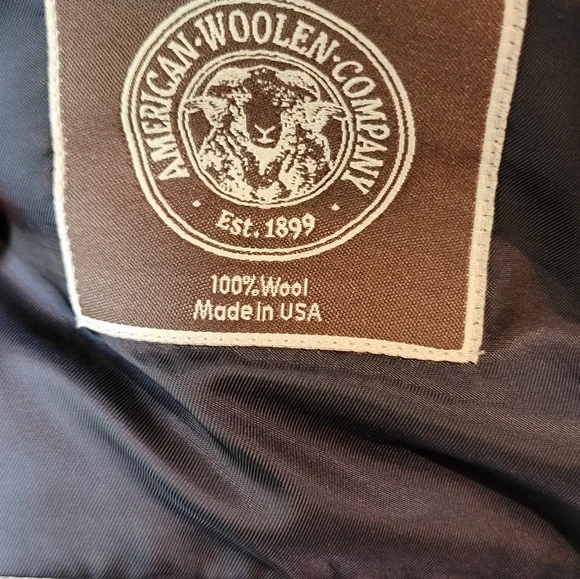 AMERICAN·WOOLEN·COMPANY
· Est. 1899 ·
100% Wool
Made in USA